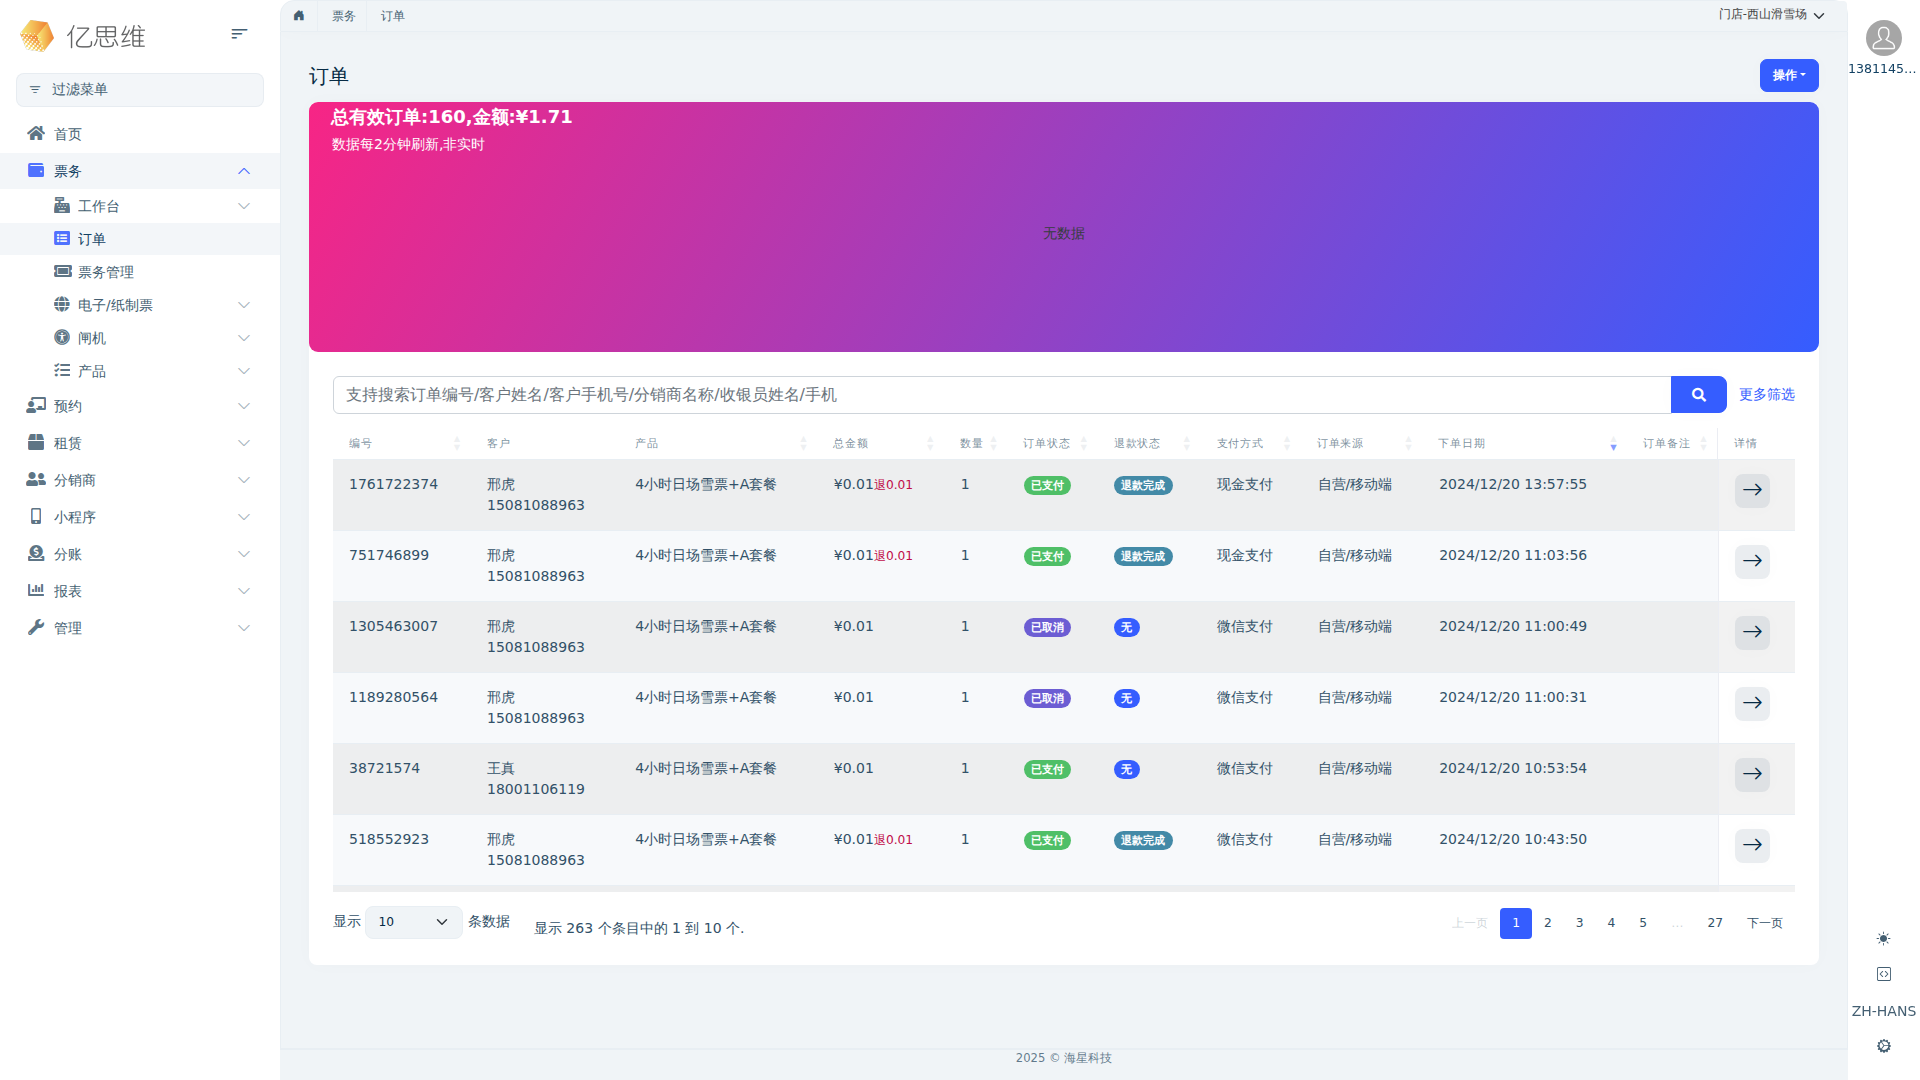 亿思维
票务
订单
门店-西山滑雪场
1381145...
过滤菜单
首页
票务
工作台
订单
票务管理
电子/纸制票
闸机
产品
预约
租赁
分销商
小程序
分账
报表
管理
订单
操作
总有效订单:160,金额:¥1.71
数据每2分钟刷新,非实时
无数据
支持搜索订单编号/客户姓名/客户手机号/分销商名称/收银员姓名/手机
更多筛选
编号 客户 产品 总金额 数量 订单状态 退款状态 支付方式 订单来源 下单日期 订单备注 详情
1761722374 邢虎 4小时日场雪票+A套餐 ¥0.01退0.01 1 已支付 退款完成 现金支付 自营/移动端 2024/12/20 13:57:55
15081088963
751746899 邢虎 4小时日场雪票+A套餐 ¥0.01退0.01 1 已支付 退款完成 现金支付 自营/移动端 2024/12/20 11:03:56
15081088963
1305463007 邢虎 4小时日场雪票+A套餐 ¥0.01 1 已取消 无 微信支付 自营/移动端 2024/12/20 11:00:49
15081088963
1189280564 邢虎 4小时日场雪票+A套餐 ¥0.01 1 已取消 无 微信支付 自营/移动端 2024/12/20 11:00:31
15081088963
38721574 王真 4小时日场雪票+A套餐 ¥0.01 1 已支付 无 微信支付 自营/移动端 2024/12/20 10:53:54
18001106119
518552923 邢虎 4小时日场雪票+A套餐 ¥0.01退0.01 1 已支付 退款完成 微信支付 自营/移动端 2024/12/20 10:43:50
15081088963
显示 10 条数据
显示 263 个条目中的 1 到 10 个.
上一页 1 2 3 4 5 … 27 下一页
ZH-HANS
2025 © 海星科技